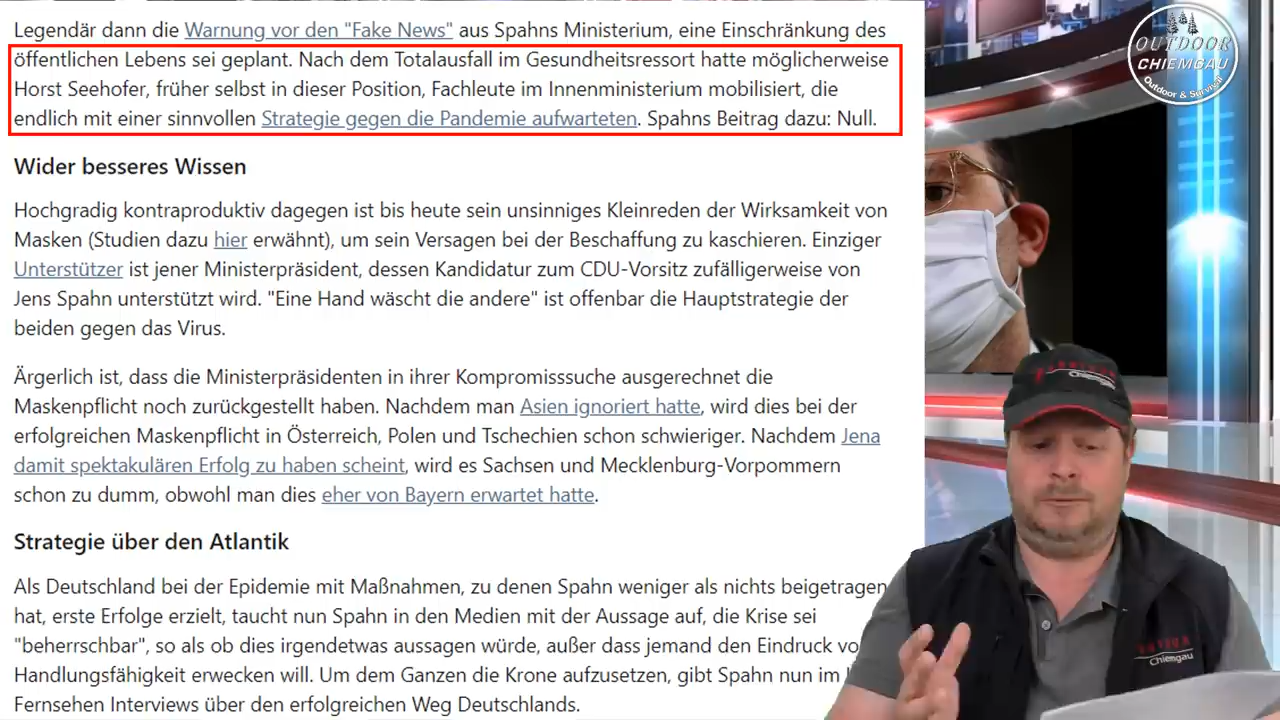 Legendär dann die Warnung vor den "Fake News" aus Spahns Ministerium, eine Einschränkung des
öffentlichen Lebens sei geplant. Nach dem Totalausfall im Gesundheitsressort hatte möglicherweise
Horst Seehofer, früher selbst in dieser Position, Fachleute im Innenministerium mobilisiert, die
endlich mit einer sinnvollen Strategie gegen die Pandemie aufwarteten. Spahns Beitrag dazu: Null.
Wider besseres Wissen
Hochgradig kontraproduktiv dagegen ist bis heute sein unsinniges Kleinreden der Wirksamkeit von
Masken (Studien dazu hier erwähnt), um sein Versagen bei der Beschaffung zu kaschieren. Einziger
Unterstützer ist jener Ministerpräsident, dessen Kandidatur zum CDU-Vorsitz zufälligerweise von
Jens Spahn unterstützt wird. "Eine Hand wäscht die andere" ist offenbar die Hauptstrategie der
beiden gegen das Virus.
Ärgerlich ist, dass die Ministerpräsidenten in ihrer Kompromisssuche ausgerechnet die
Maskenpflicht noch zurückgestellt haben. Nachdem man Asien ignoriert hatte, wird dies bei der
erfolgreichen Maskenpflicht in Österreich, Polen und Tschechien schon schwieriger. Nachdem Jena
damit spektakulären Erfolg zu haben scheint, wird es Sachsen und Mecklenburg-Vorpommern
schon zu dumm, obwohl man dies eher von Bayern erwartet hatte.
Strategie über den Atlantik
Als Deutschland bei der Epidemie mit Maßnahmen, zu denen Spahn weniger als nichts beigetragen
hat, erste Erfolge erzielt, taucht nun Spahn in den Medien mit der Aussage auf, die Krise sei
"beherrschbar", so als ob dies irgendetwas aussagen würde, außer dass jemand den Eindruck vo
Handlungsfähigkeit erwecken will. Um dem Ganzen die Krone aufzusetzen, gibt Spahn nun im
Fernsehen Interviews über den erfolgreichen Weg Deutschlands.
OUTDOOR
CHIEMGAU
Outdoor & Survival
Chiemgau
Chiemgau